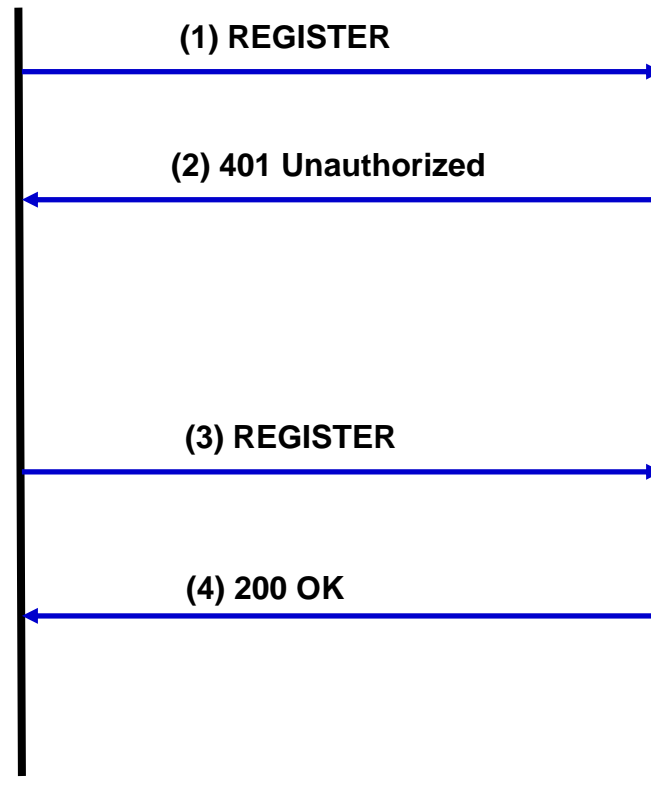 (1) REGISTER
(2) 401 Unauthorized
(3) REGISTER
(4) 200 OK